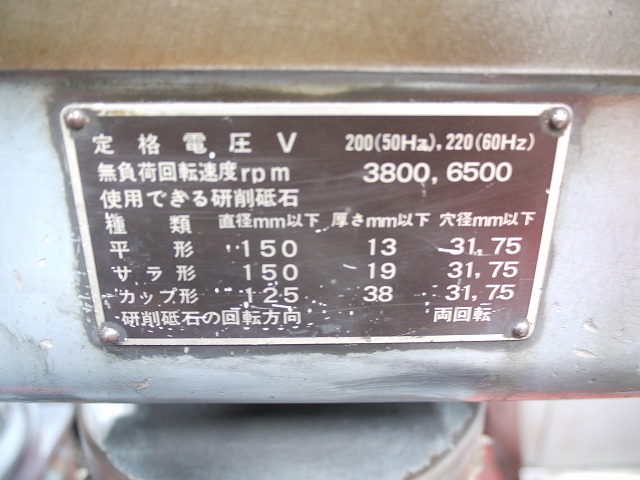 定格電圧V 200(50Hz),220(60Hz)
無負荷回転速度rpm 3800,6500
使用できる研削砥石
種類 直径mm以下 厚さmm以下 穴径mm以下
平形 150 13 31,75
サラ形 150 19 31,75
カップ形 125 38 31,75
研削砥石の回転方向 両回転